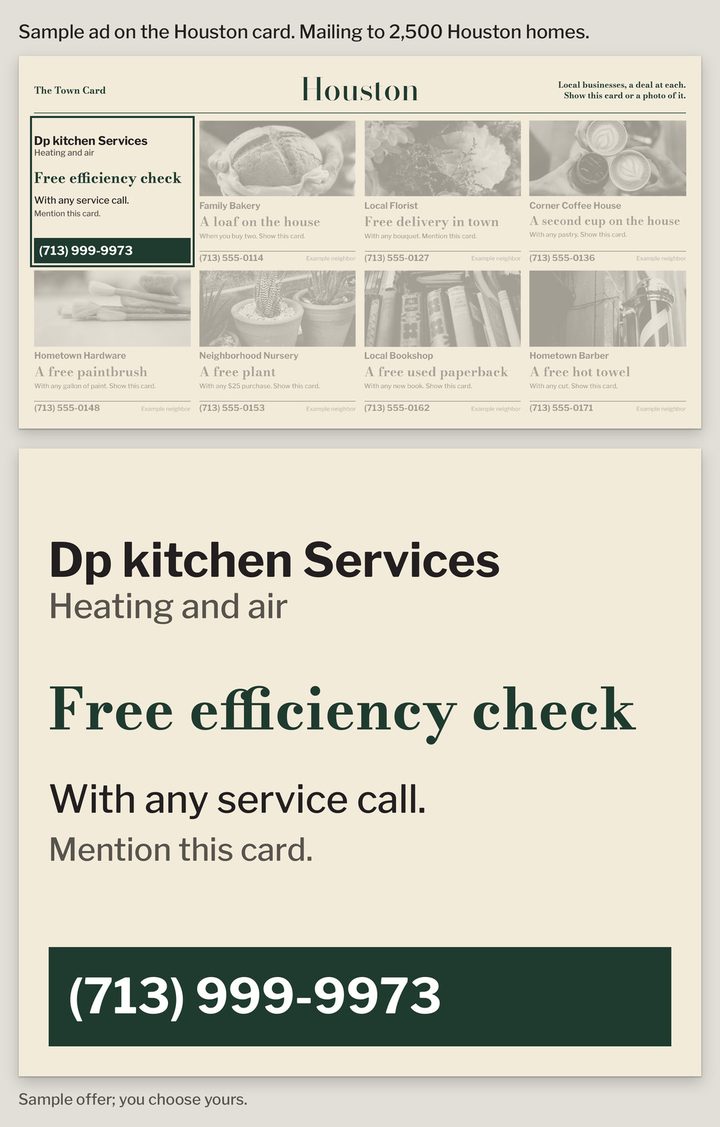 Sample ad on the Houston card. Mailing to 2,500 Houston homes.
The Town Card
Houston
Local businesses, a deal at each.
Show this card or a photo of it.
Dp kitchen Services
Heating and air
Free efficiency check
With any service call.
Mention this card.
(713) 999-9973
Family Bakery
A loaf on the house
When you buy two. Show this card.
(713) 555-0114
Example neighbor
Local Florist
Free delivery in town
With any bouquet. Mention this card.
(713) 555-0127
Example neighbor
Corner Coffee House
A second cup on the house
With any pastry. Show this card.
(713) 555-0136
Example neighbor
Hometown Hardware
A free paintbrush
With any gallon of paint. Show this card.
(713) 555-0148
Example neighbor
Neighborhood Nursery
A free plant
With any $25 purchase. Show this card.
(713) 555-0153
Example neighbor
Local Bookshop
A free used paperback
With any new book. Show this card.
(713) 555-0162
Example neighbor
Hometown Barber
A free hot towel
With any cut. Show this card.
(713) 555-0171
Example neighbor
Dp kitchen Services
Heating and air
Free efficiency check
With any service call.
Mention this card.
(713) 999-9973
Sample offer; you choose yours.